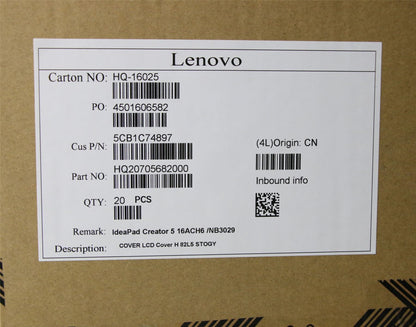 Lenovo
Carton NO: HQ-16025
PO: 4501606582
Cus P/N: 5CB1C74897
(4L)Origin: CN
Part NO: HQ20705682000
Inbound info
QTY: 20 PCS
Remark: IdeaPad Creator 5 16ACH6 /NB3029
Description: COVER LCD Cover H 82L5 STOGY